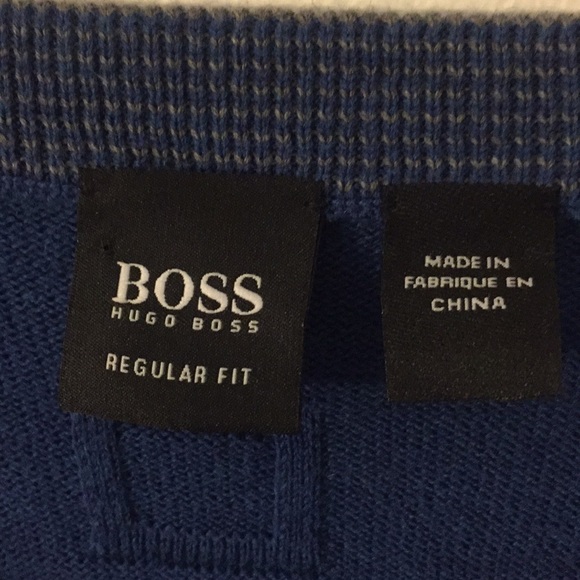 BOSS
HUGO BOSS
REGULAR FIT
MADE IN
FABRIQUE EN
CHINA